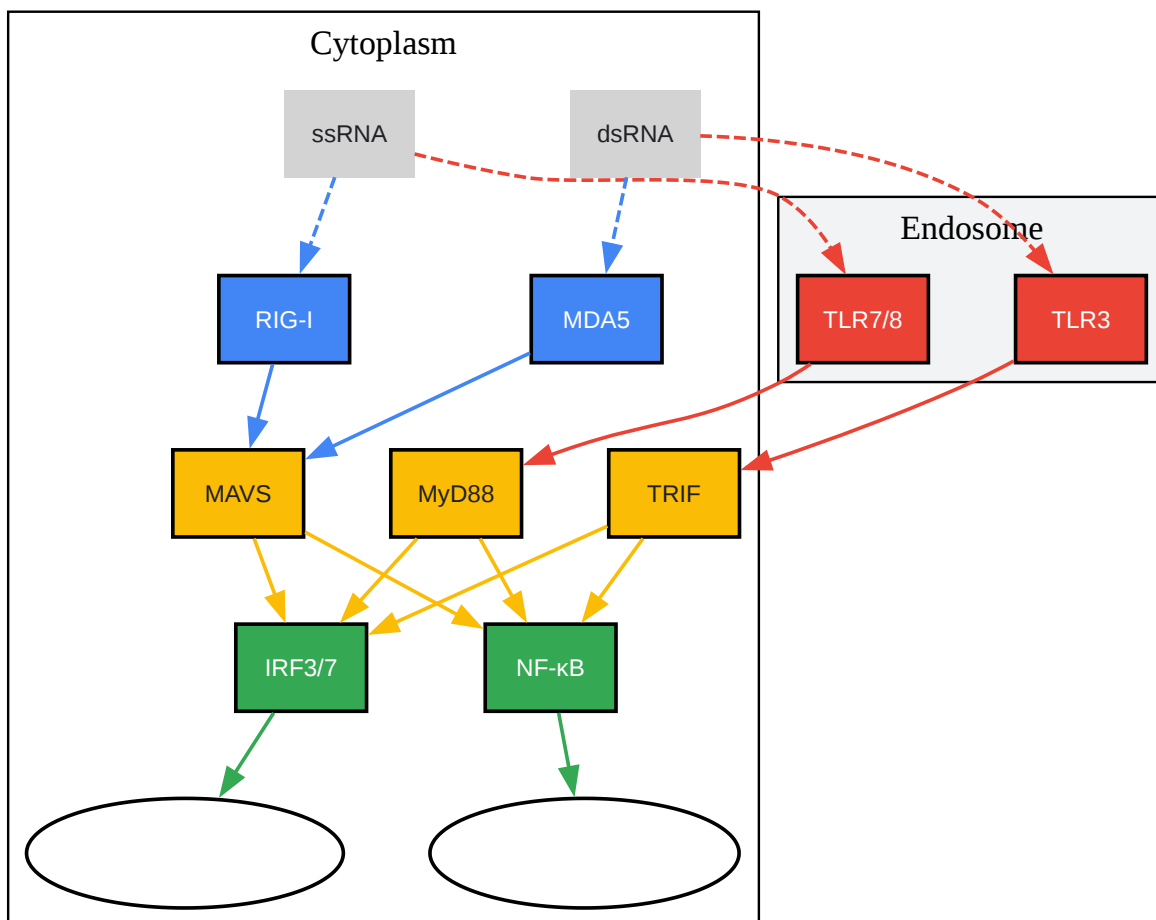 Cytoplasm
ssRNA
dsRNA
Endosome
RIG-I
MDA5
TLR7/8
TLR3
MAVS
MyD88
TRIF
IRF3/7
NF-κB